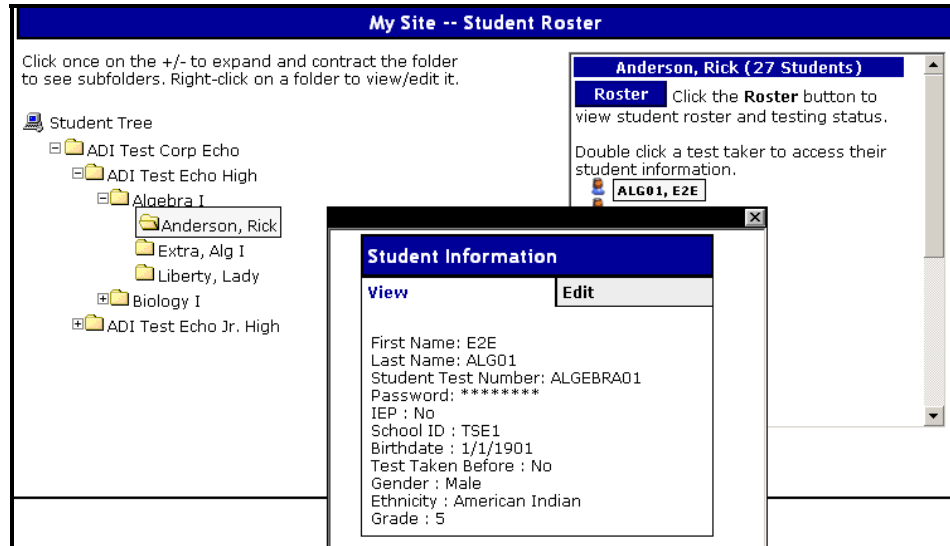 My Site -- Student Roster
Click once on the +/- to expand and contract the folder
to see subfolders. Right-click on a folder to view/edit it.
Student Tree
ADI Test Corp Echo
ADI Test Echo High
Algebra I
Anderson, Rick
Extra, Alg I
Liberty, Lady
Biology I
ADI Test Echo Jr. High
Anderson, Rick (27 Students)
Roster Click the Roster button to
view student roster and testing status.
Double click a test taker to access their
student information.
ALG01, E2E
Student Information
View Edit
First Name: E2E
Last Name: ALG01
Student Test Number: ALGEBRA01
Password: ********
IEP : No
School ID : TSE1
Birthdate : 1/1/1901
Test Taken Before : No
Gender : Male
Ethnicity : American Indian
Grade : 5